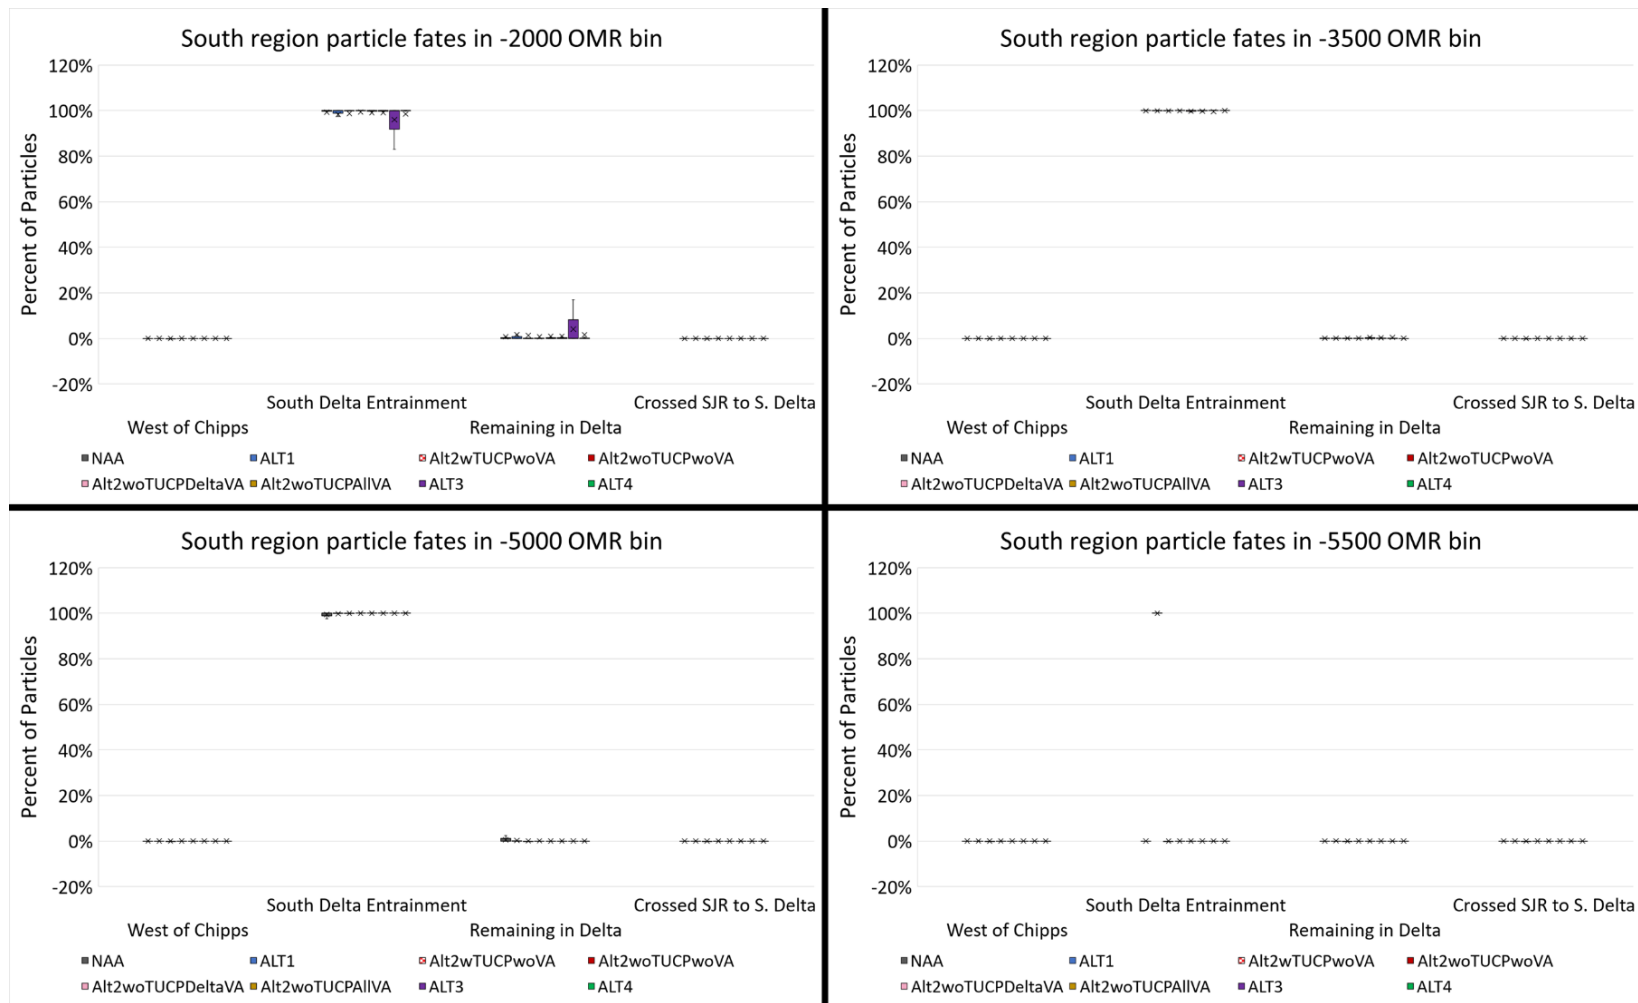 South region particle fates in -2000 OMR bin
120%
100%
80%
60%
40%
20%
0%
-20%
Percent of Particles
South Delta Entrainment
Crossed SJR to S. Delta
West of Chipps
Remaining in Delta
NAA
ALT1
Alt2wTUCPwoVA
Alt2woTUCPwoVA
Alt2woTUCPDeltaVA
Alt2woTUCPAllVA
ALT3
ALT4
South region particle fates in -3500 OMR bin
120%
100%
80%
60%
40%
20%
0%
-20%
Percent of Particles
South Delta Entrainment
Crossed SJR to S. Delta
West of Chipps
Remaining in Delta
NAA
ALT1
Alt2wTUCPwoVA
Alt2woTUCPwoVA
Alt2woTUCPDeltaVA
Alt2woTUCPAllVA
ALT3
ALT4
South region particle fates in -5000 OMR bin
120%
100%
80%
60%
40%
20%
0%
-20%
Percent of Particles
South Delta Entrainment
Crossed SJR to S. Delta
West of Chipps
Remaining in Delta
NAA
ALT1
Alt2wTUCPwoVA
Alt2woTUCPwoVA
Alt2woTUCPDeltaVA
Alt2woTUCPAllVA
ALT3
ALT4
South region particle fates in -5500 OMR bin
120%
100%
80%
60%
40%
20%
0%
-20%
Percent of Particles
South Delta Entrainment
Crossed SJR to S. Delta
West of Chipps
Remaining in Delta
NAA
ALT1
Alt2wTUCPwoVA
Alt2woTUCPwoVA
Alt2woTUCPDeltaVA
Alt2woTUCPAllVA
ALT3
ALT4